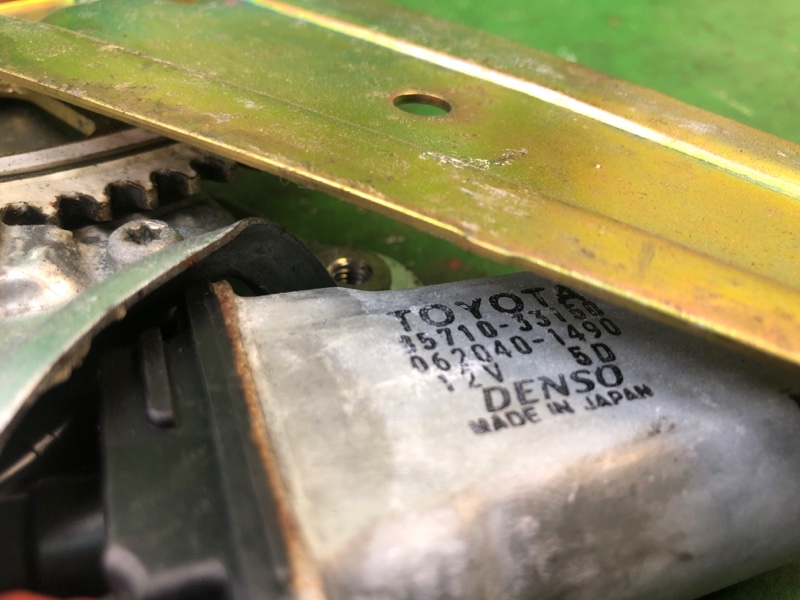 TOYOTA
85710-33150
062040-1490
12V 5D
DENSO
MADE IN JAPAN